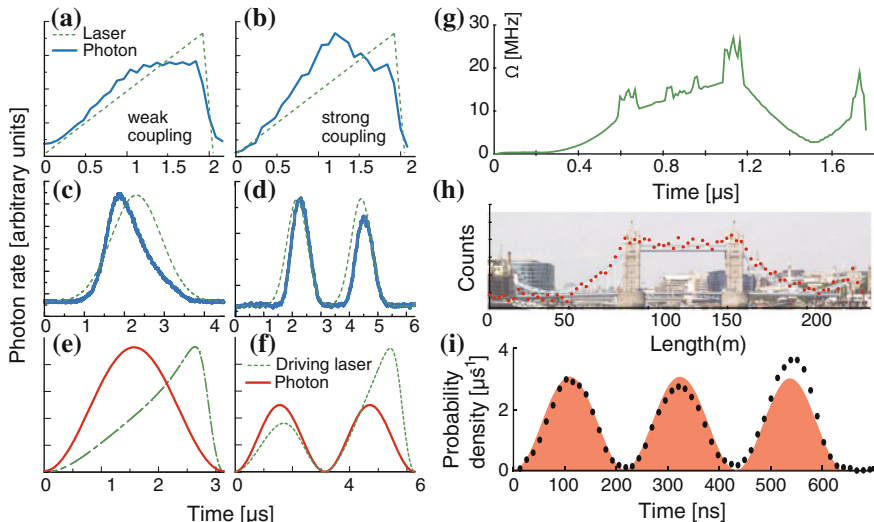 (a)
Laser
Photon
weak
coupling
0 0.5 1 1.5 2
(b)
strong
coupling
0 0.5 1 1.5 2
(c)
0 1 2 3 4
(d)
0 1 2 3 4 5 6
(e)
0 1 2 3
(f)
Driving laser
Photon
0 2 4 6
Photon rate [arbitrary units]
Time [µs]
(g)
Ω [MHz]
30
20
10
0
0.4 0.8 1.2 1.6
Time [µs]
(h)
Counts
0 50 100 150 200
Length(m)
(i)
Probability
density [µs⁻¹]
4
2
0
0 100 200 300 400 500 600
Time [ns]